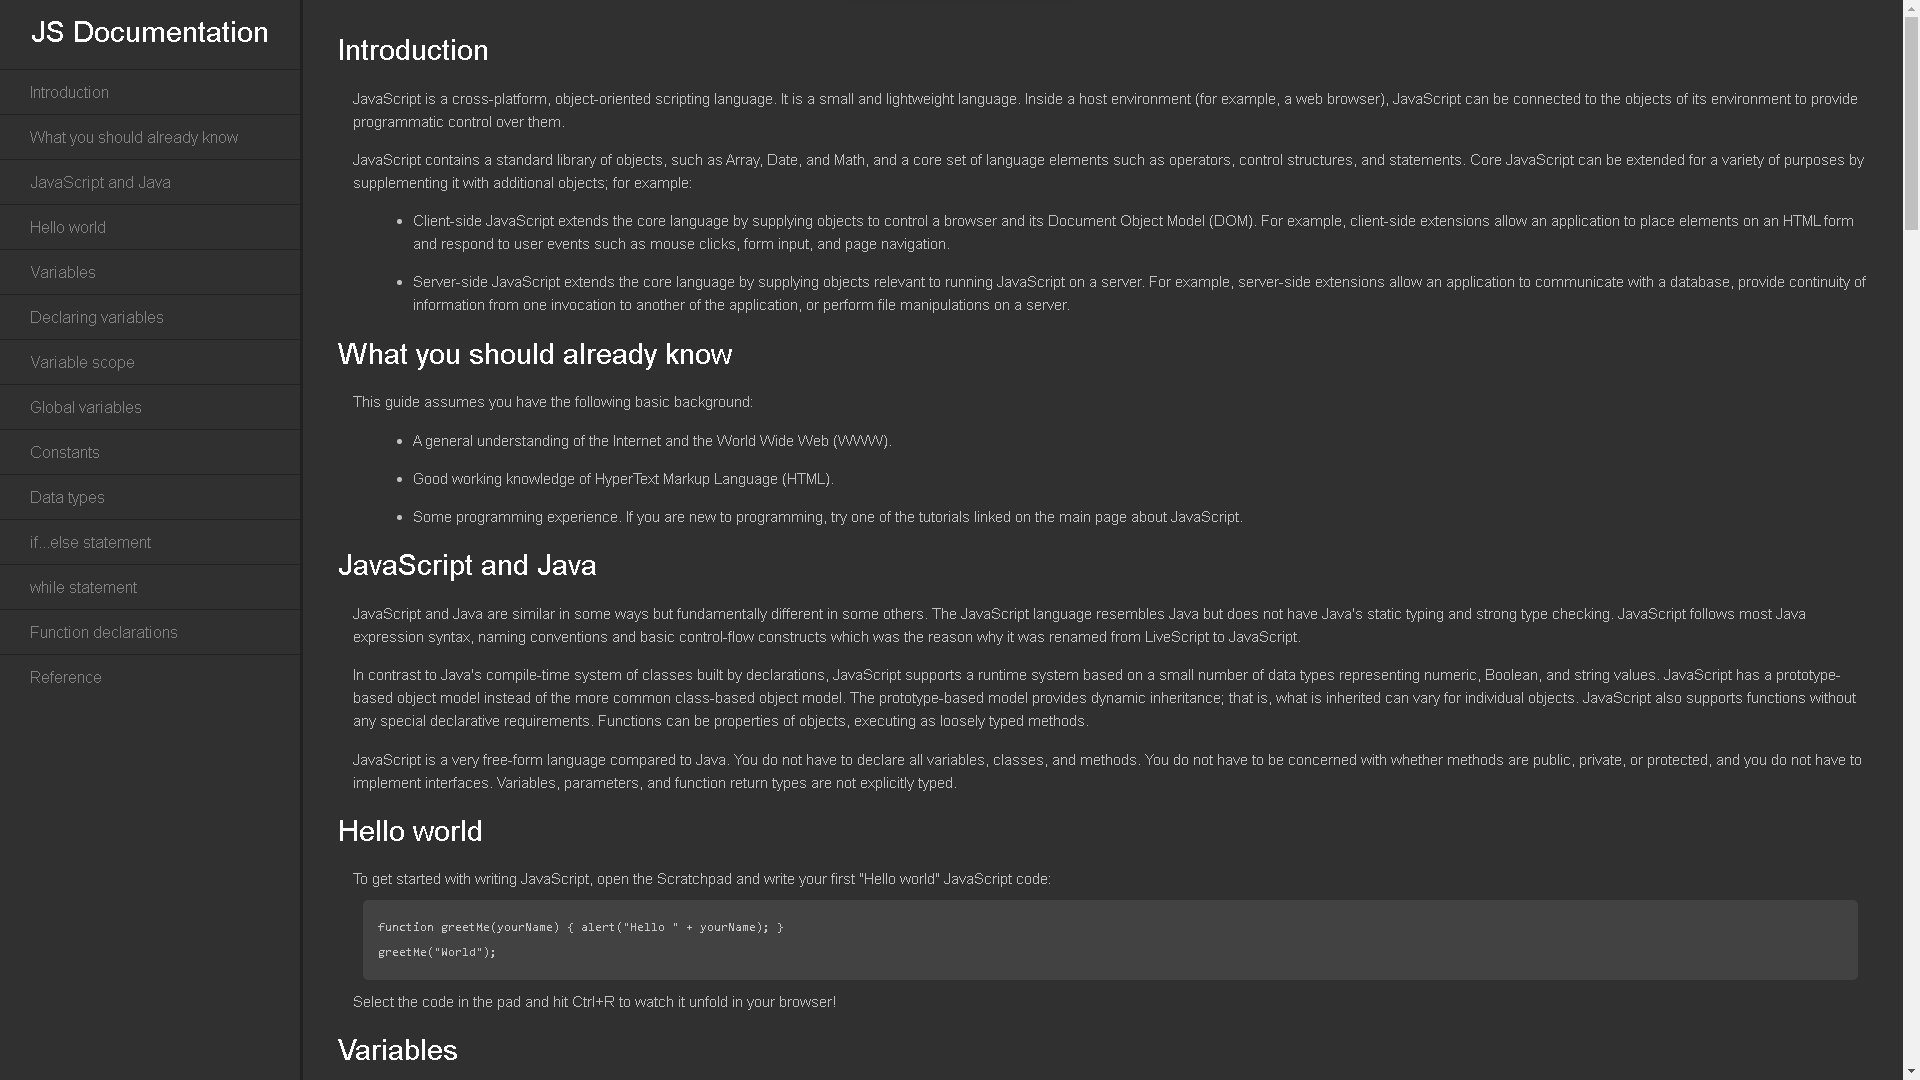 JS Documentation
Introduction
What you should already know
JavaScript and Java
Hello world
Variables
Declaring variables
Variable scope
Global variables
Constants
Data types
if...else statement
while statement
Function declarations
Reference
Introduction
JavaScript is a cross-platform, object-oriented scripting language. It is a small and lightweight language. Inside a host environment (for example, a web browser), JavaScript can be connected to the objects of its environment to provide
programmatic control over them.
JavaScript contains a standard library of objects, such as Array, Date, and Math, and a core set of language elements such as operators, control structures, and statements. Core JavaScript can be extended for a variety of purposes by
supplementing it with additional objects; for example:
• Client-side JavaScript extends the core language by supplying objects to control a browser and its Document Object Model (DOM). For example, client-side extensions allow an application to place elements on an HTML form
and respond to user events such as mouse clicks, form input, and page navigation.
• Server-side JavaScript extends the core language by supplying objects relevant to running JavaScript on a server. For example, server-side extensions allow an application to communicate with a database, provide continuity of
information from one invocation to another of the application, or perform file manipulations on a server.
What you should already know
This guide assumes you have the following basic background:
• A general understanding of the Internet and the World Wide Web (WWW).
• Good working knowledge of HyperText Markup Language (HTML).
• Some programming experience. If you are new to programming, try one of the tutorials linked on the main page about JavaScript.
JavaScript and Java
JavaScript and Java are similar in some ways but fundamentally different in some others. The JavaScript language resembles Java but does not have Java's static typing and strong type checking. JavaScript follows most Java
expression syntax, naming conventions and basic control-flow constructs which was the reason why it was renamed from LiveScript to JavaScript.
In contrast to Java's compile-time system of classes built by declarations, JavaScript supports a runtime system based on a small number of data types representing numeric, Boolean, and string values. JavaScript has a prototype-
based object model instead of the more common class-based object model. The prototype-based model provides dynamic inheritance; that is, what is inherited can vary for individual objects. JavaScript also supports functions without
any special declarative requirements. Functions can be properties of objects, executing as loosely typed methods.
JavaScript is a very free-form language compared to Java. You do not have to declare all variables, classes, and methods. You do not have to be concerned with whether methods are public, private, or protected, and you do not have to
implement interfaces. Variables, parameters, and function return types are not explicitly typed.
Hello world
To get started with writing JavaScript, open the Scratchpad and write your first "Hello world" JavaScript code:
function greetMe(yourName) { alert("Hello " + yourName); }
greetMe("World");
Select the code in the pad and hit Ctrl+R to watch it unfold in your browser!
Variables